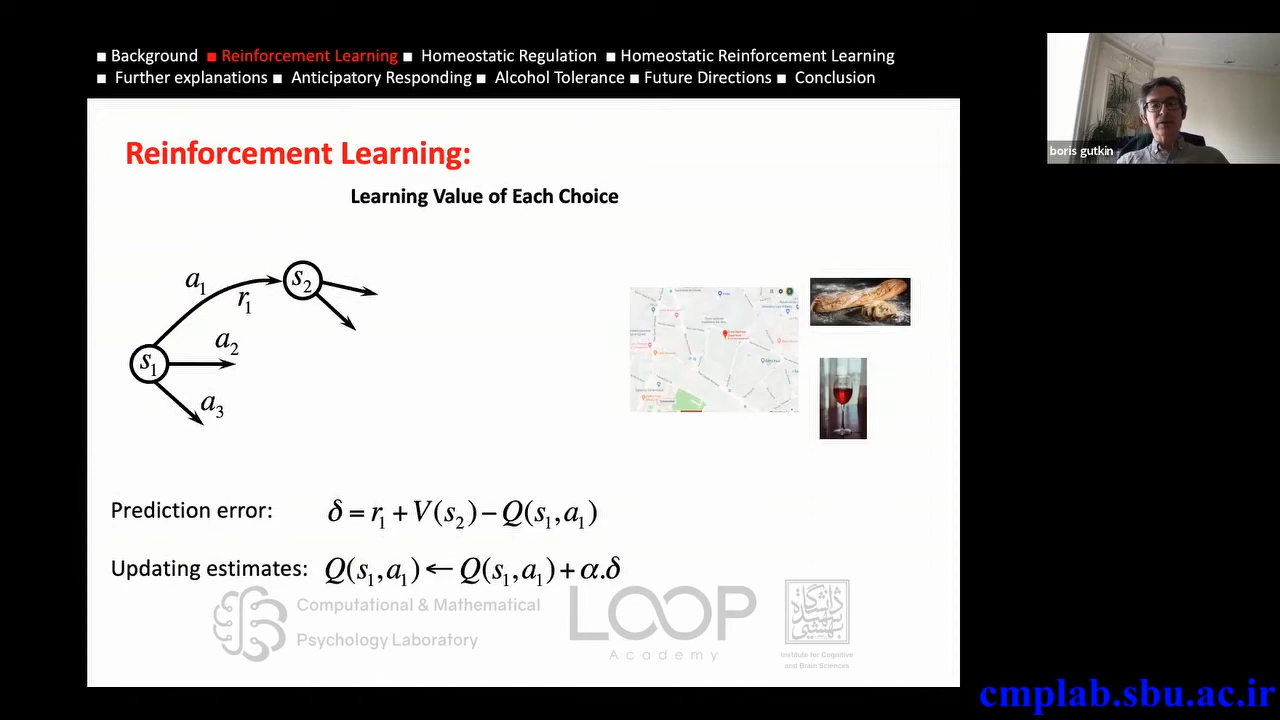 ■ Background ■ Reinforcement Learning ■ Homeostatic Regulation ■ Homeostatic Reinforcement Learning
■ Further explanations ■ Anticipatory Responding ■ Alcohol Tolerance ■ Future Directions ■ Conclusion
boris gutkin
Reinforcement Learning:
Learning Value of Each Choice
a₁
r₁
s₂
a₂
s₁
a₃
Prediction error: δ = r₁ + V(s₂) − Q(s₁,a₁)
Updating estimates: Q(s₁,a₁) ← Q(s₁,a₁) + α.δ
Computational & Mathematical
Psychology Laboratory
LOOP
Academy
Institute for Cognitive
and Brain Sciences
cmplab.sbu.ac.ir